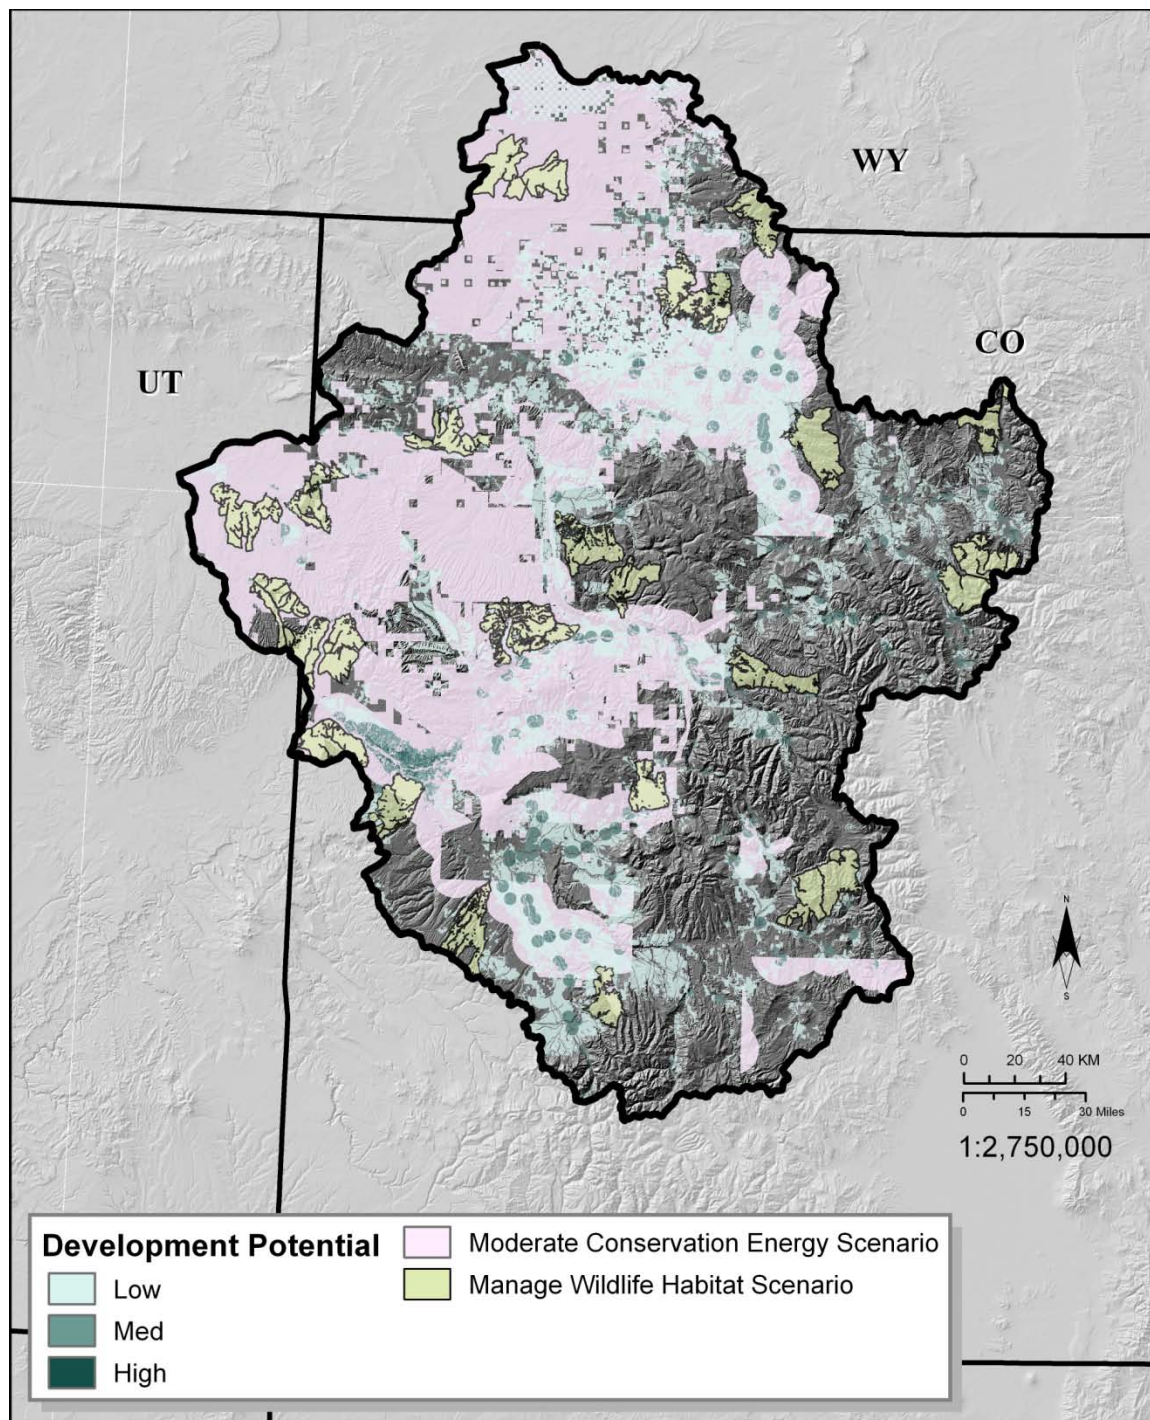 WY
CO
UT
N
S
0 20 40 KM
0 15 30 Miles
1:2,750,000
Development Potential
Low
Med
High
Moderate Conservation Energy Scenario
Manage Wildlife Habitat Scenario